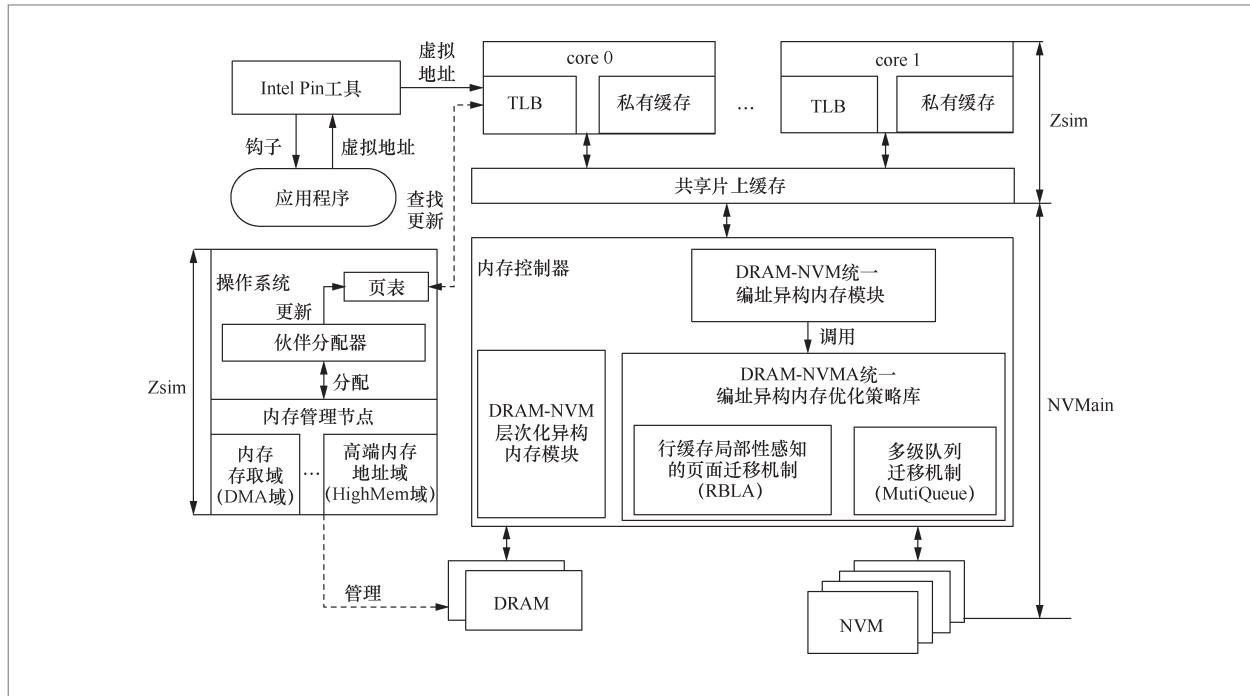 Intel Pin工具
虚拟
地址
钩子
虚拟地址
应用程序
查找
更新
core 0
TLB
私有缓存
…
core 1
TLB
私有缓存
Zsim
共享片上缓存
操作系统
页表
更新
伙伴分配器
分配
内存管理节点
内存
存取域
(DMA域)
…
高端内存
地址域
(HighMem域)
Zsim
管理
内存控制器
DRAM-NVM统一
编址异构内存模块
调用
DRAM-NVM
层次化异构
内存模块
DRAM-NVMA统一
编址异构内存优化策略库
行缓存局部性感知
的页面迁移机制
(RBLA)
多级队列
迁移机制
(MutiQueue)
NVMain
DRAM
NVM